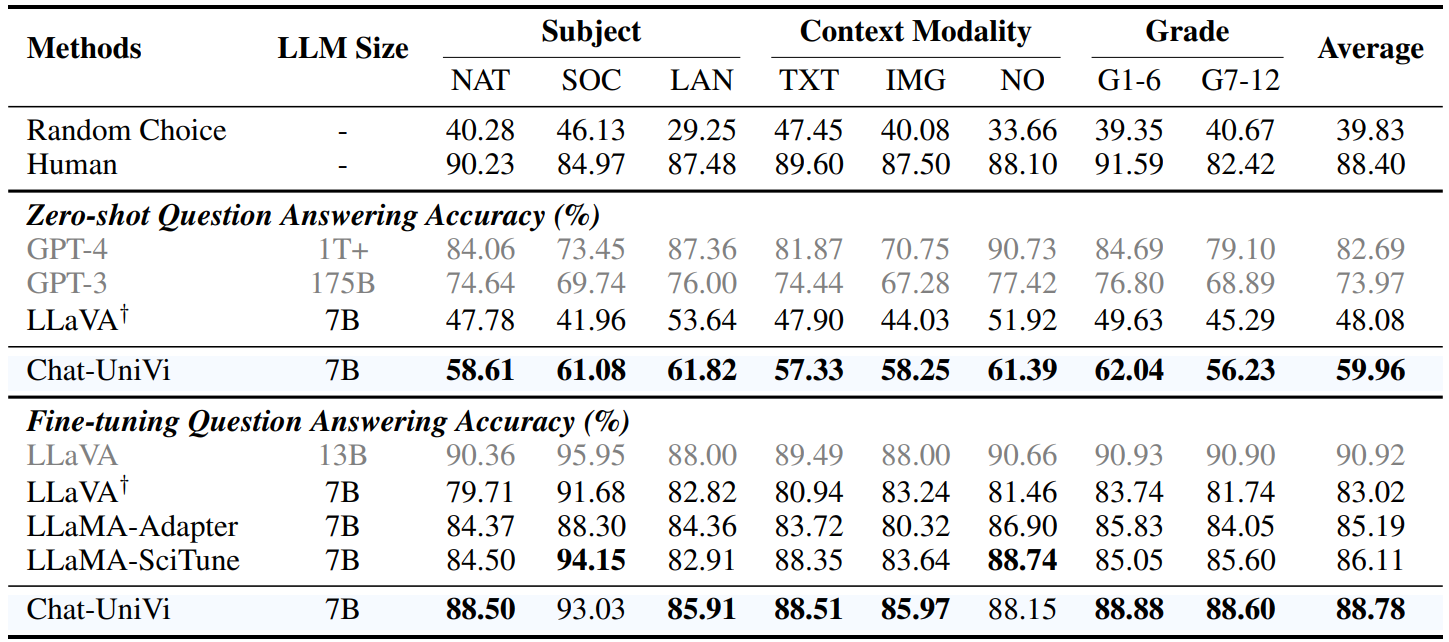 Methods LLM Size Subject Context Modality Grade Average
NAT SOC LAN TXT IMG NO G1-6 G7-12
Random Choice - 40.28 46.13 29.25 47.45 40.08 33.66 39.35 40.67 39.83
Human - 90.23 84.97 87.48 89.60 87.50 88.10 91.59 82.42 88.40
Zero-shot Question Answering Accuracy (%)
GPT-4 1T+ 84.06 73.45 87.36 81.87 70.75 90.73 84.69 79.10 82.69
GPT-3 175B 74.64 69.74 76.00 74.44 67.28 77.42 76.80 68.89 73.97
LLaVA† 7B 47.78 41.96 53.64 47.90 44.03 51.92 49.63 45.29 48.08
Chat-UniVi 7B 58.61 61.08 61.82 57.33 58.25 61.39 62.04 56.23 59.96
Fine-tuning Question Answering Accuracy (%)
LLaVA 13B 90.36 95.95 88.00 89.49 88.00 90.66 90.93 90.90 90.92
LLaVA† 7B 79.71 91.68 82.82 80.94 83.24 81.46 83.74 81.74 83.02
LLaMA-Adapter 7B 84.37 88.30 84.36 83.72 80.32 86.90 85.83 84.05 85.19
LLaMA-SciTune 7B 84.50 94.15 82.91 88.35 83.64 88.74 85.05 85.60 86.11
Chat-UniVi 7B 88.50 93.03 85.91 88.51 85.97 88.15 88.88 88.60 88.78